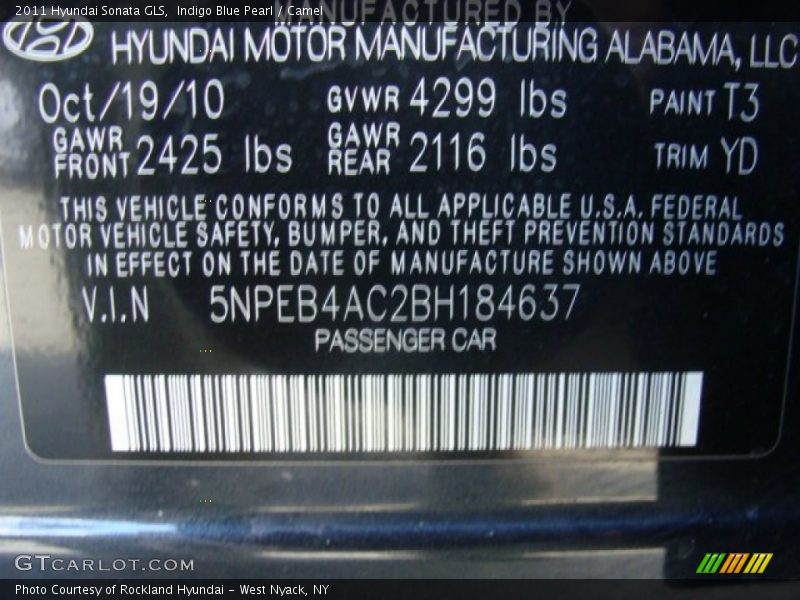 2011 Hyundai Sonata GLS, Indigo Blue Pearl / Camel
MANUFACTURED BY
HYUNDAI MOTOR MANUFACTURING ALABAMA, LLC
Oct/19/10 GVWR 4299 lbs PAINT T3
GAWR FRONT 2425 lbs GAWR REAR 2116 lbs TRIM YD
THIS VEHICLE CONFORMS TO ALL APPLICABLE U.S.A. FEDERAL
MOTOR VEHICLE SAFETY, BUMPER, AND THEFT PREVENTION STANDARDS
IN EFFECT ON THE DATE OF MANUFACTURE SHOWN ABOVE
V.I.N 5NPEB4AC2BH184637
PASSENGER CAR
GTCARLOT.COM
Photo Courtesy of Rockland Hyundai - West Nyack, NY